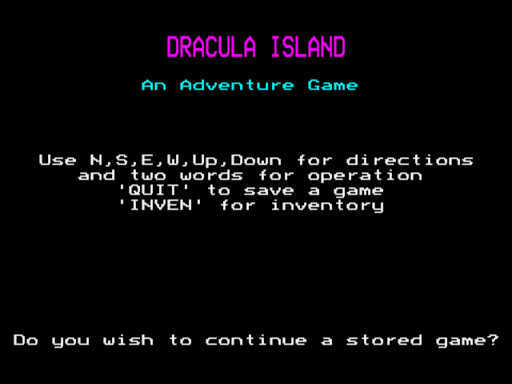 DRACULA ISLAND
An Adventure Game
Use N,S,E,W,Up,Down for directions
and two words for operation
'QUIT' to save a game
'INVEN' for inventory
Do you wish to continue a stored game?